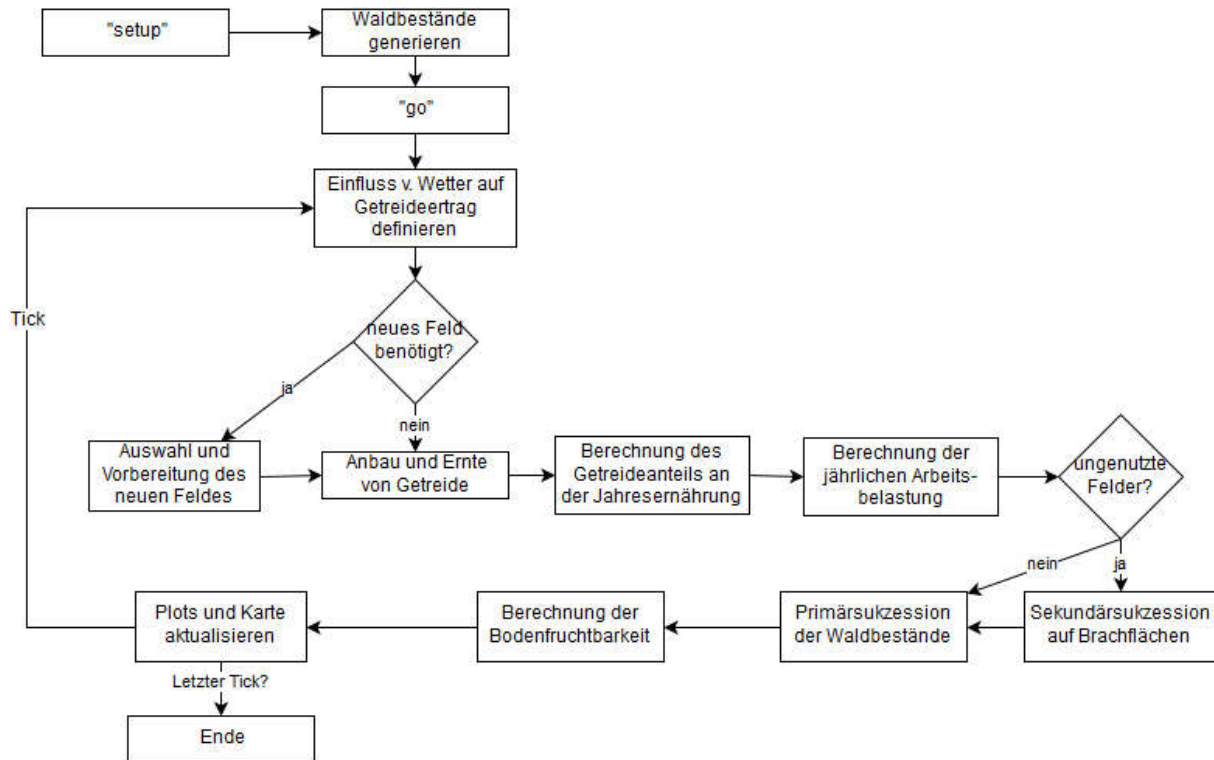 "setup"
Waldbestände
generieren
"go"
Einfluss v. Wetter auf
Getreideertrag
definieren
Tick
neues Feld
benötigt?
ja
nein
Auswahl und
Vorbereitung des
neuen Feldes
Anbau und Ernte
von Getreide
Berechnung des
Getreideanteils an
der Jahresernährung
Berechnung der
jährlichen Arbeits-
belastung
ungenutzte
Felder?
nein
ja
Plots und Karte
aktualisieren
Berechnung der
Bodenfruchtbarkeit
Primärsukzession
der Waldbestände
Sekundärsukzession
auf Brachflächen
Letzter Tick?
Ende